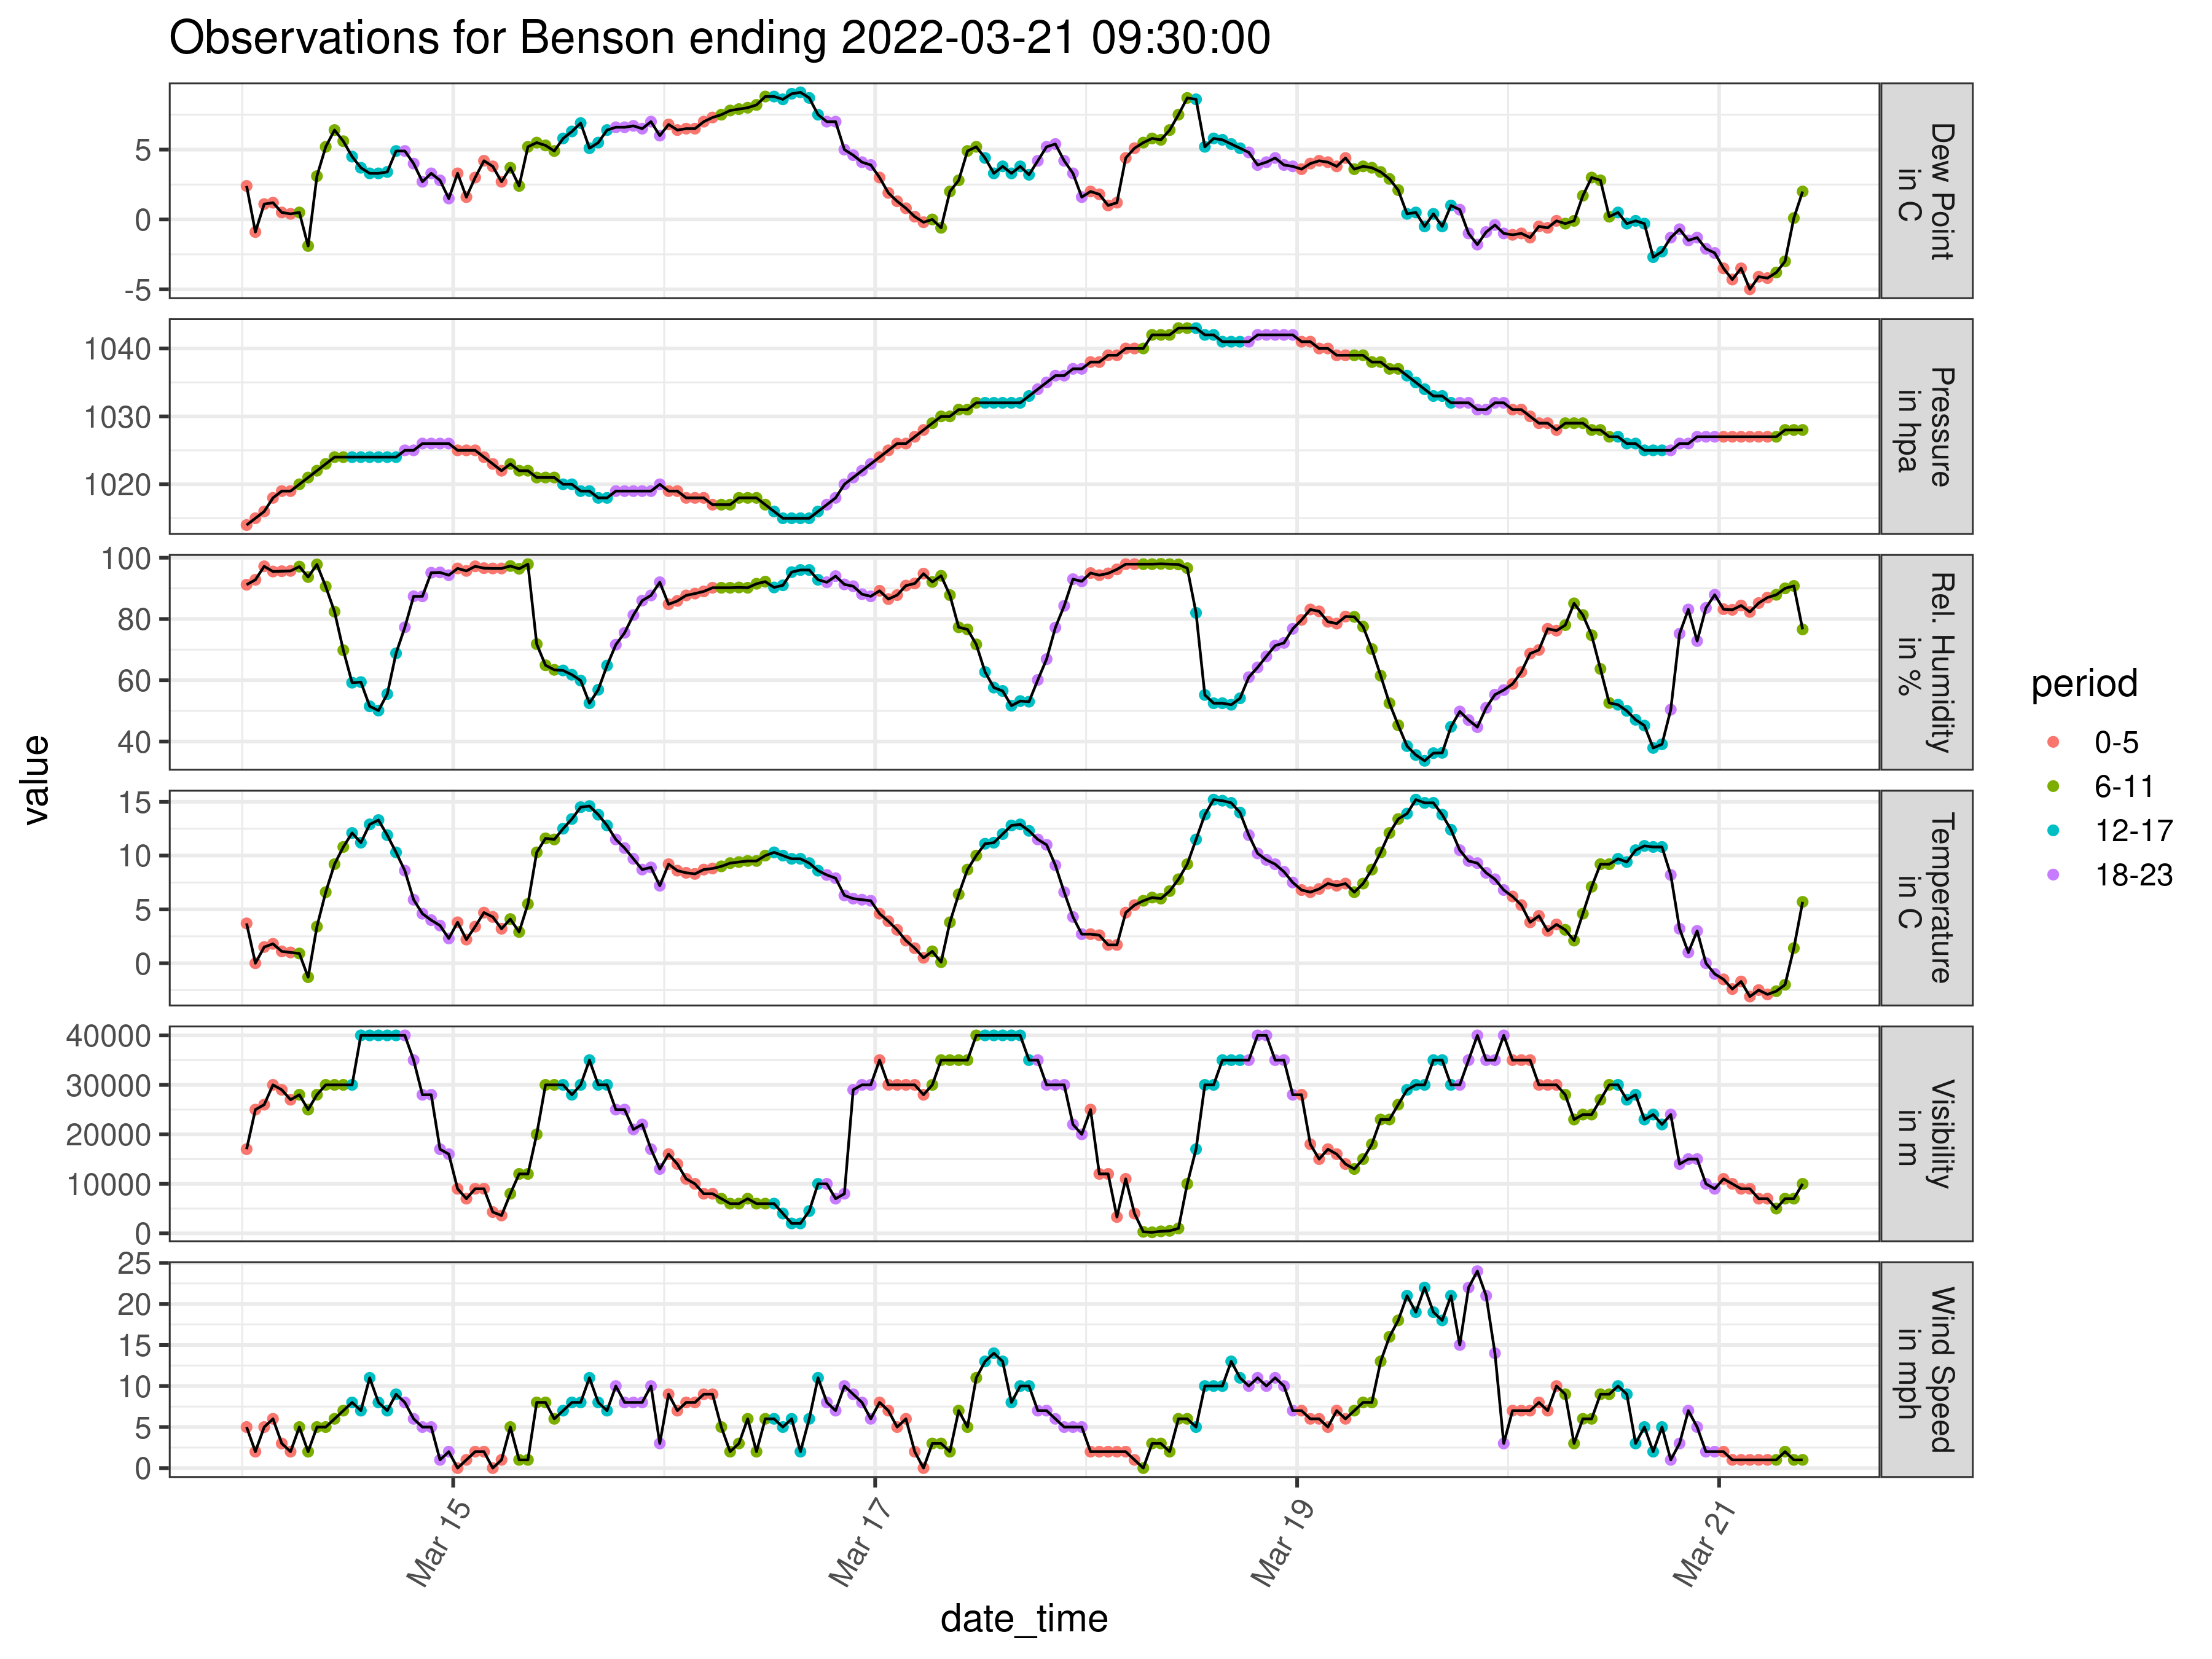 Observations for Benson ending 2022-03-21 09:30:00
value
5
0
-5
Dew Point
in C
1040
1030
1020
Pressure
in hpa
100
80
60
40
Rel. Humidity
in %
15
10
5
0
Temperature
in C
40000
30000
20000
10000
0
Visibility
in m
25
20
15
10
5
0
Wind Speed
in mph
Mar 15
Mar 17
Mar 19
Mar 21
date_time
period
0-5
6-11
12-17
18-23